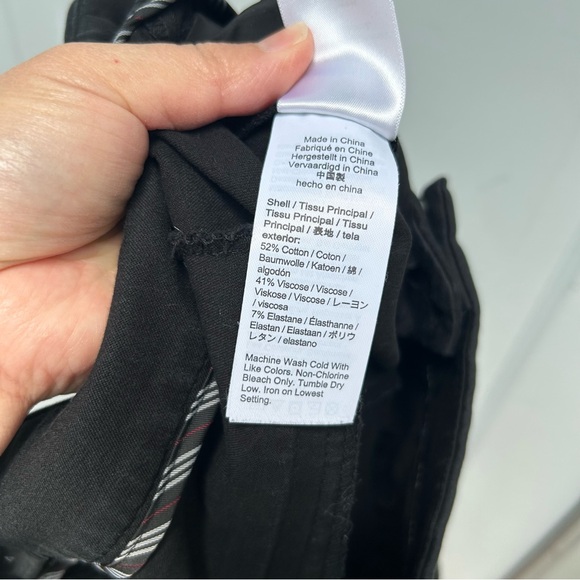 Made in China
Fabriqué en Chine
Hergestellt in China
Vervaardigd in China
中国製
hecho en china
Shell / Tissu Principal /
Tissu Principal / Tissu
Principal / 表地 / tela
exterior:
52% Cotton / Coton /
Baumwolle / Katoen / 綿 /
algodón
41% Viscose / Viscose /
Viskose / Viscose / レーヨン
/ viscosa
7% Elastane / Élasthanne /
Elastan / Elastaan / ポリウ
レタン / elastano
Machine Wash Cold With
Like Colors. Non-Chlorine
Bleach Only. Tumble Dry
Low. Iron on Lowest
Setting.